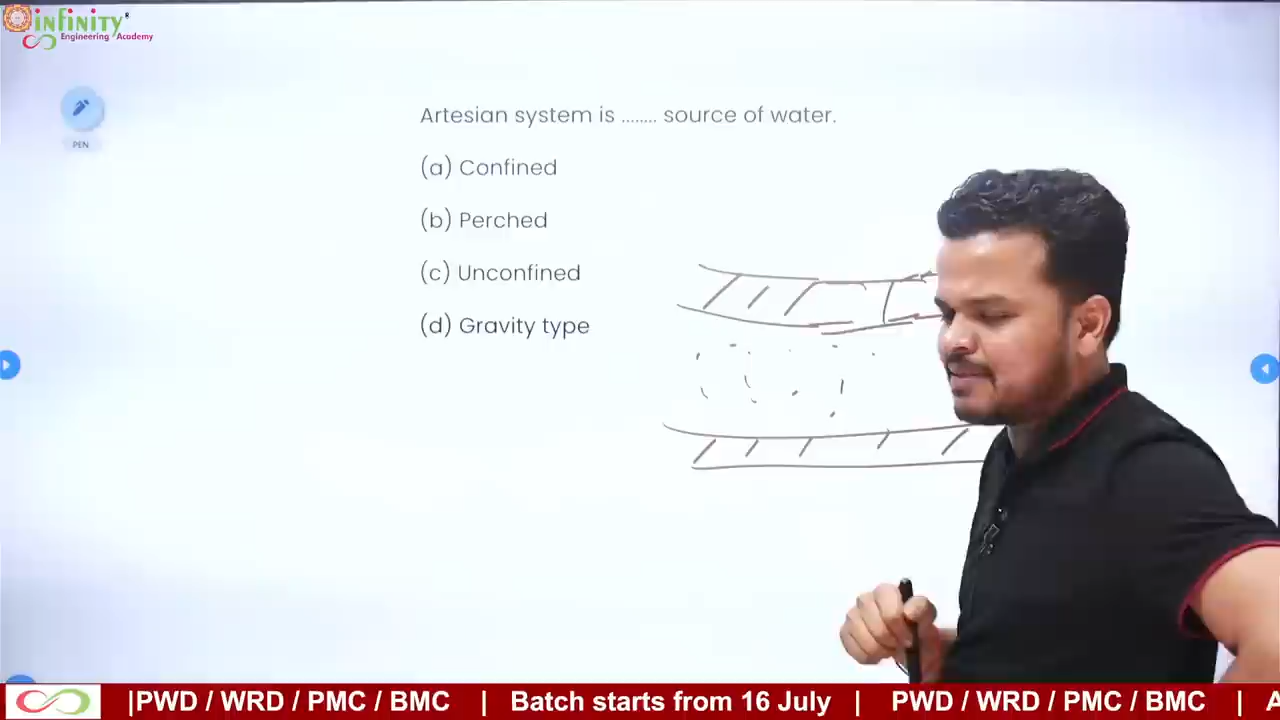 infinity
Engineering Academy
PEN
Artesian system is ........ source of water.
(a) Confined
(b) Perched
(c) Unconfined
(d) Gravity type
|PWD / WRD / PMC / BMC | Batch starts from 16 July | PWD / WRD / PMC / BMC | A